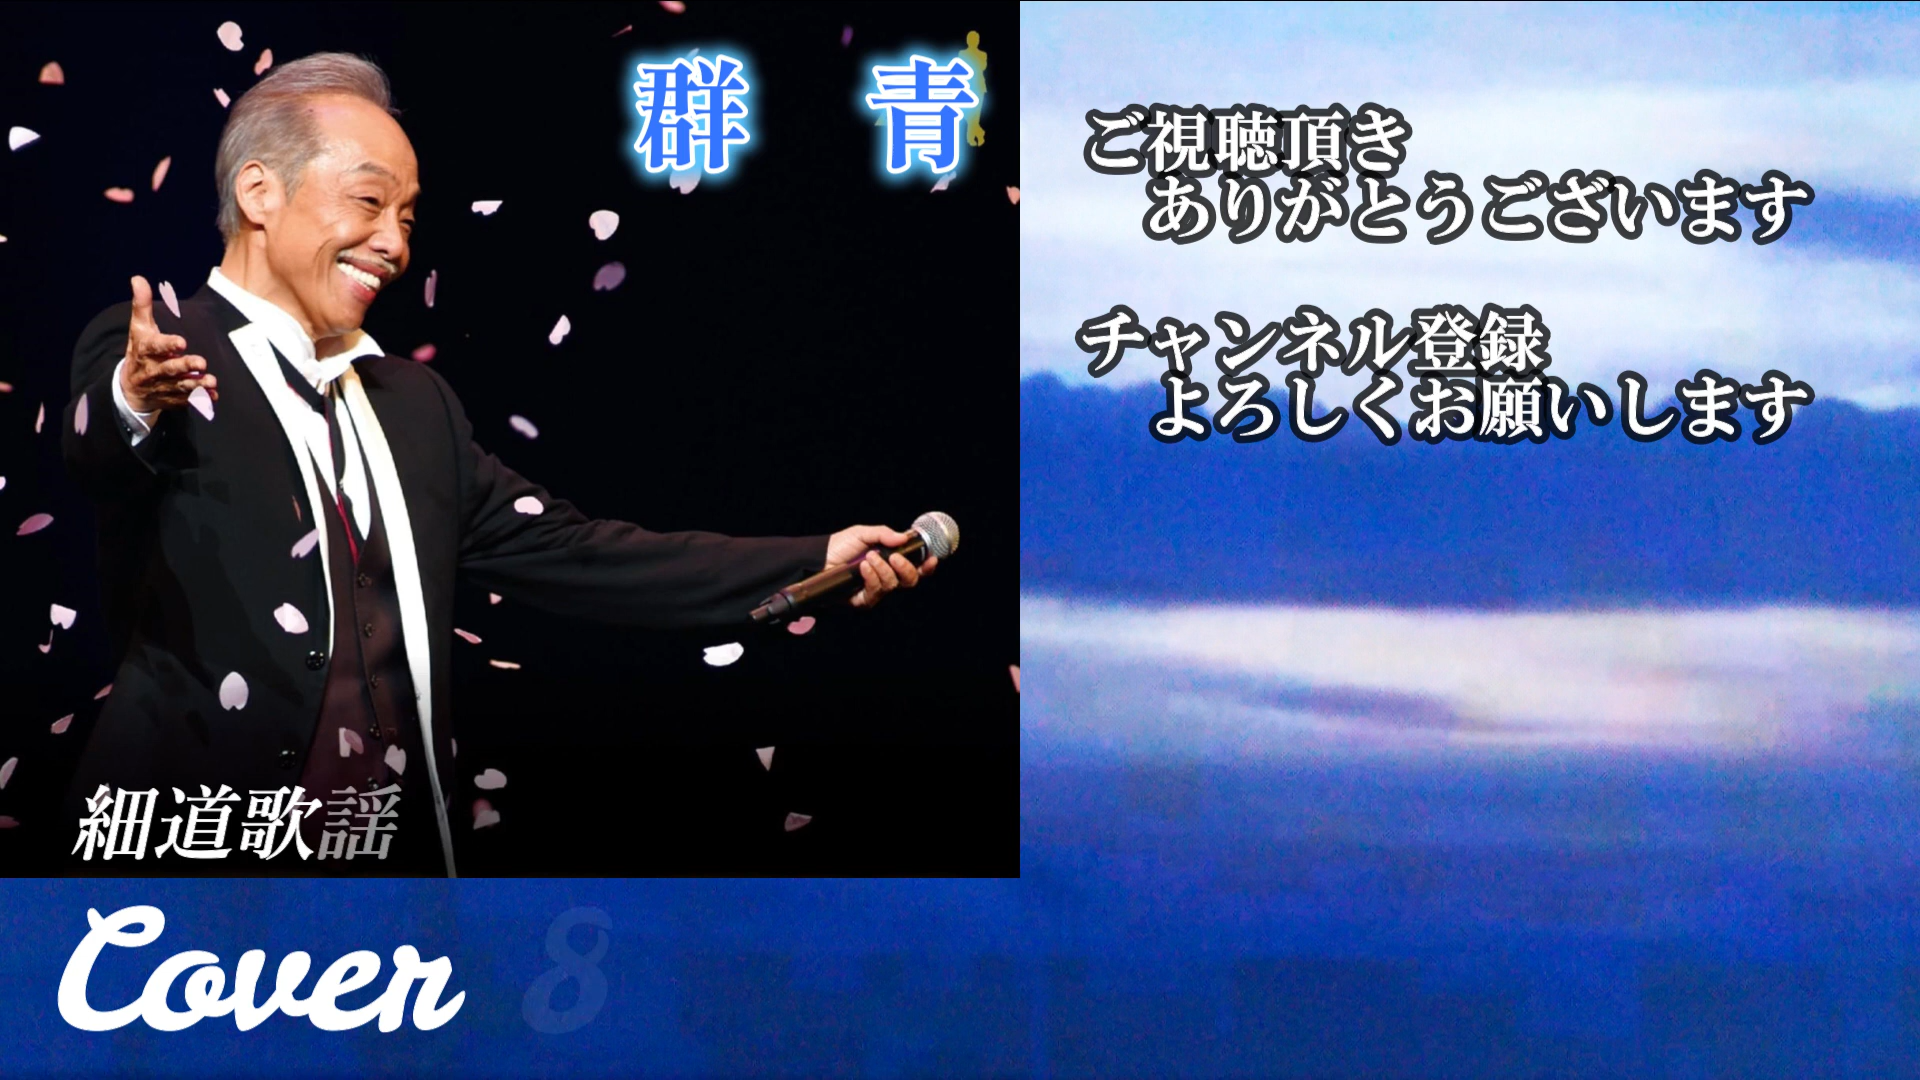 群 青
ご視聴頂き
ありがとうございます
チャンネル登録
よろしくお願いします
細道歌謡
Cover 8